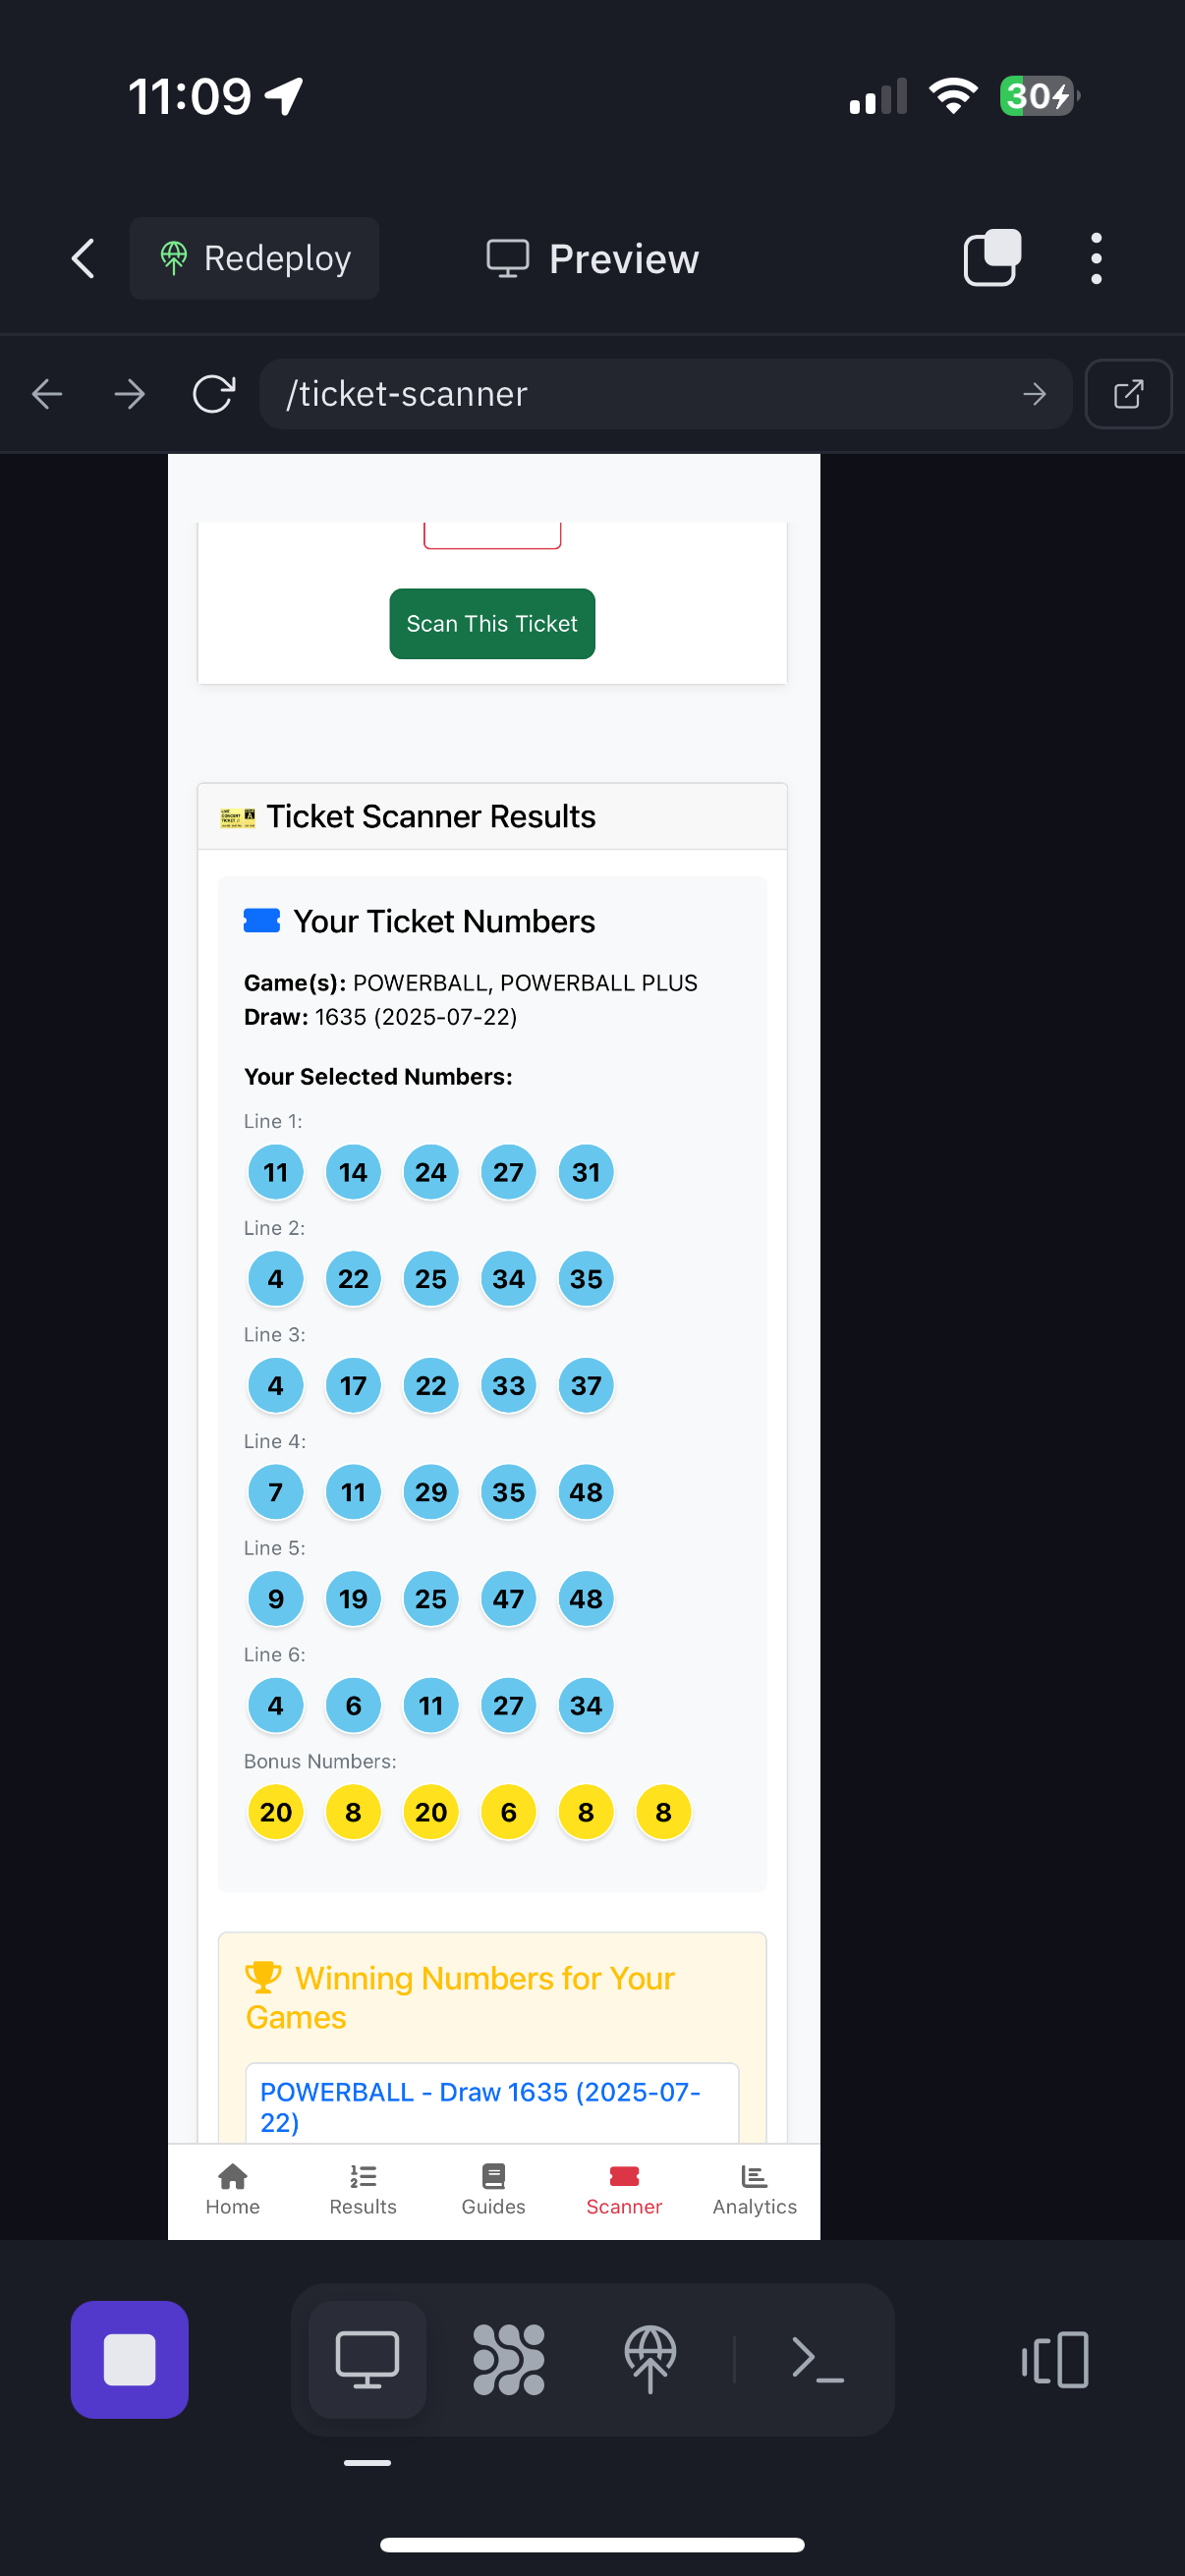 11:09
30
Redeploy
Preview
/ticket-scanner
Scan This Ticket
Ticket Scanner Results
Your Ticket Numbers
Game(s): POWERBALL, POWERBALL PLUS
Draw: 1635 (2025-07-22)
Your Selected Numbers:
Line 1:
11 14 24 27 31
Line 2:
4 22 25 34 35
Line 3:
4 17 22 33 37
Line 4:
7 11 29 35 48
Line 5:
9 19 25 47 48
Line 6:
4 6 11 27 34
Bonus Numbers:
20 8 20 6 8 8
Winning Numbers for Your
Games
POWERBALL - Draw 1635 (2025-07-
22)
Home Results Guides Scanner Analytics